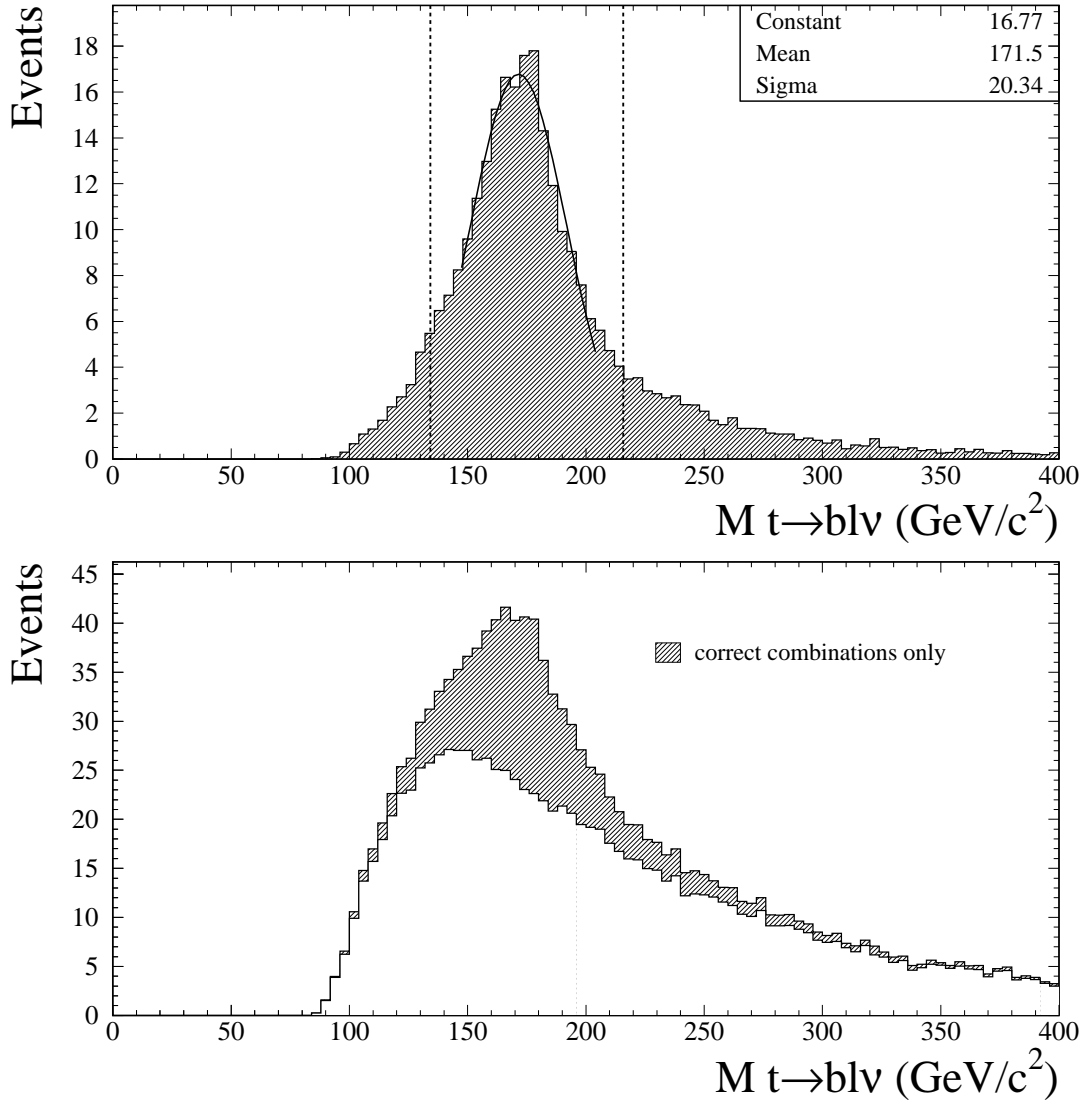 Constant 16.77
Mean 171.5
Sigma 20.34
Events
18
16
14
12
10
8
6
4
2
0
0 50 100 150 200 250 300 350 400
M t→blν (GeV/c²)
Events
45
40
35
30
25
20
15
10
5
0
correct combinations only
0 50 100 150 200 250 300 350 400
M t→blν (GeV/c²)